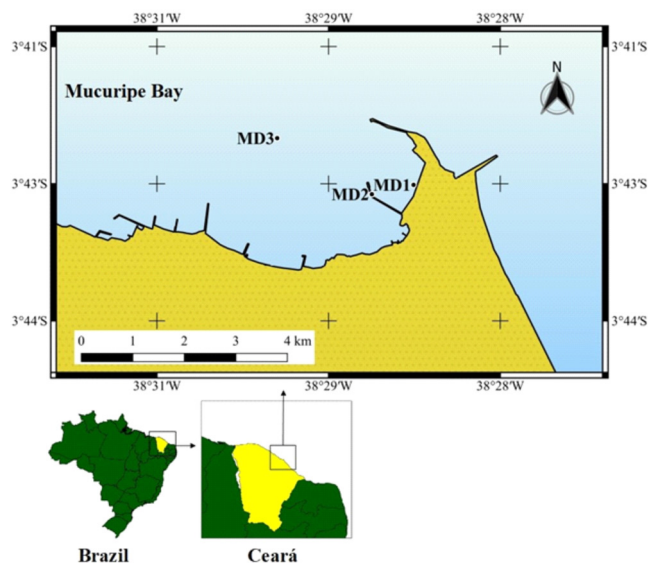 38°31'W 38°29'W 38°28'W
3°41'S 3°41'S
N
Mucuripe Bay
MD3
3°43'S MD1 3°43'S
MD2
3°44'S 3°44'S
0 1 2 3 4 km
38°31'W 38°29'W 38°28'W
Brazil Ceará